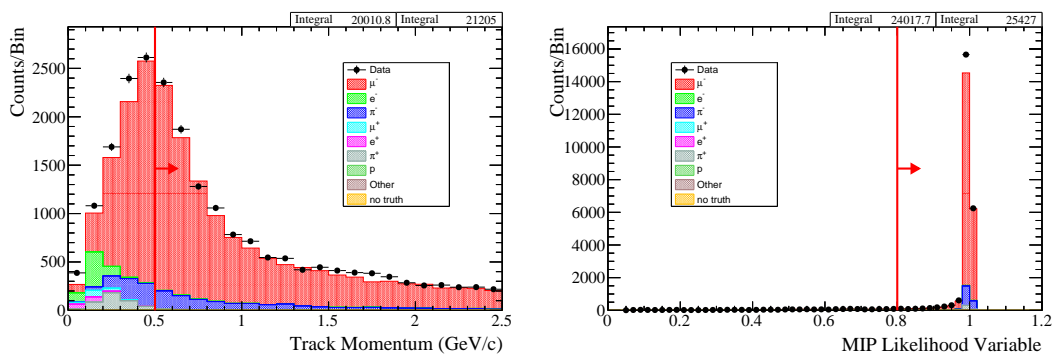 Integral 20010.8 Integral 21205
Counts/Bin
2500
2000
1500
1000
500
0
0 0.5 1 1.5 2 2.5
Track Momentum (GeV/c)
Data
μ⁻
e⁻
π⁻
μ⁺
e⁺
π⁺
p
Other
no truth
Integral 24017.7 Integral 25427
Counts/Bin
16000
14000
12000
10000
8000
6000
4000
2000
0
0 0.2 0.4 0.6 0.8 1 1.2
MIP Likelihood Variable
Data
μ⁻
e⁻
π⁻
μ⁺
e⁺
π⁺
p
Other
no truth